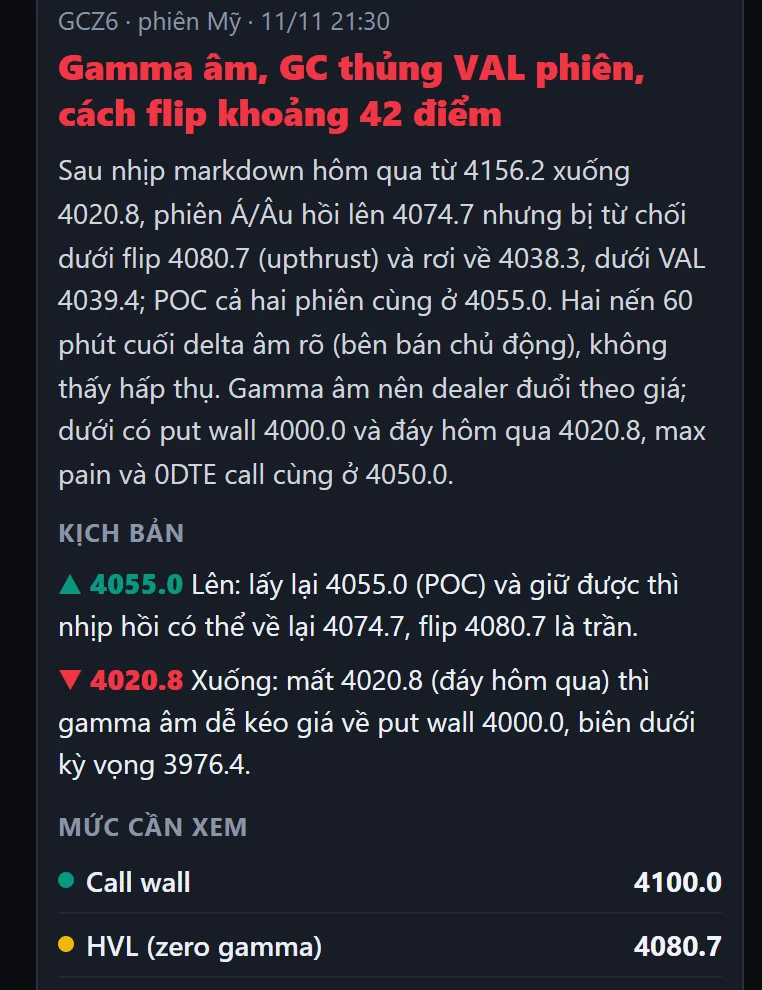 GCZ6 · phiên Mỹ · 11/11 21:30
Gamma âm, GC thủng VAL phiên,
cách flip khoảng 42 điểm
Sau nhịp markdown hôm qua từ 4156.2 xuống
4020.8, phiên Á/Âu hồi lên 4074.7 nhưng bị từ chối
dưới flip 4080.7 (upthrust) và rơi về 4038.3, dưới VAL
4039.4; POC cả hai phiên cùng ở 4055.0. Hai nến 60
phút cuối delta âm rõ (bên bán chủ động), không
thấy hấp thụ. Gamma âm nên dealer đuổi theo giá;
dưới có put wall 4000.0 và đáy hôm qua 4020.8, max
pain và 0DTE call cùng ở 4050.0.
KỊCH BẢN
▲ 4055.0 Lên: lấy lại 4055.0 (POC) và giữ được thì
nhịp hồi có thể về lại 4074.7, flip 4080.7 là trần.
▼ 4020.8 Xuống: mất 4020.8 (đáy hôm qua) thì
gamma âm dễ kéo giá về put wall 4000.0, biên dưới
kỳ vọng 3976.4.
MỨC CẦN XEM
Call wall 4100.0
HVL (zero gamma) 4080.7